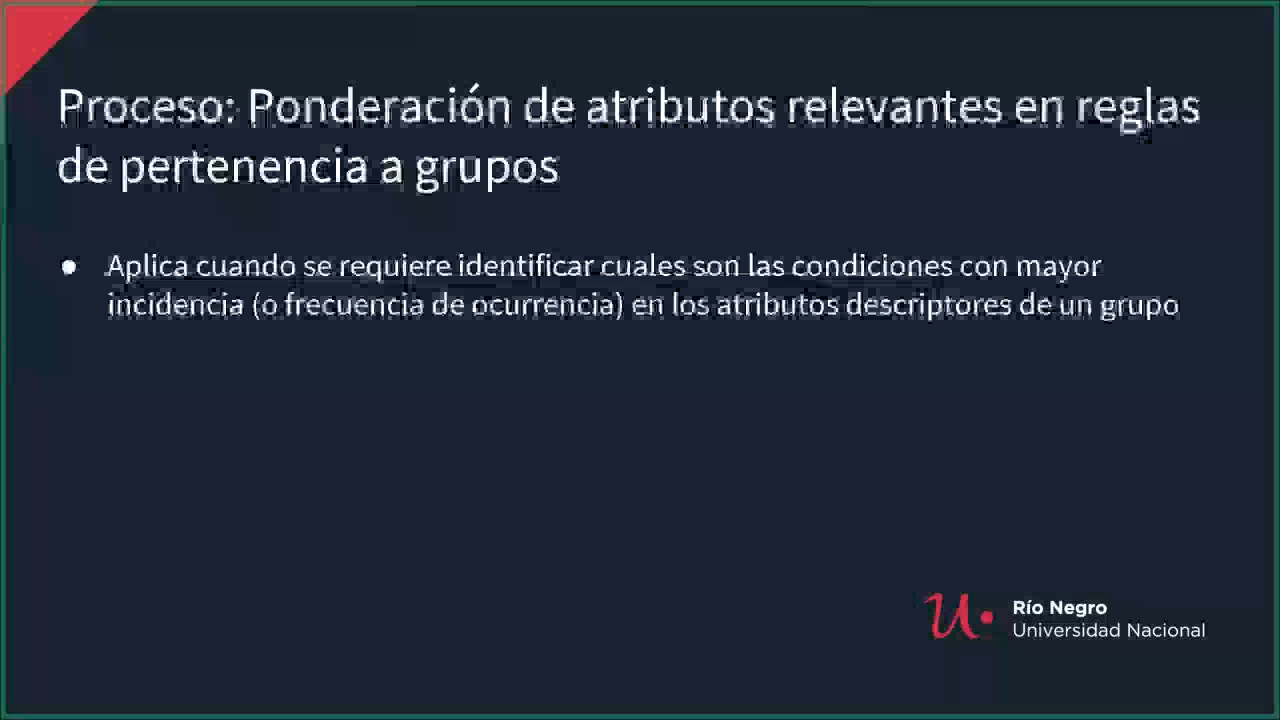 Proceso: Ponderación de atributos relevantes en reglas
de pertenencia a grupos
● Aplica cuando se requiere identificar cuales son las condiciones con mayor
incidencia (o frecuencia de ocurrencia) en los atributos descriptores de un grupo
Río Negro
Universidad Nacional